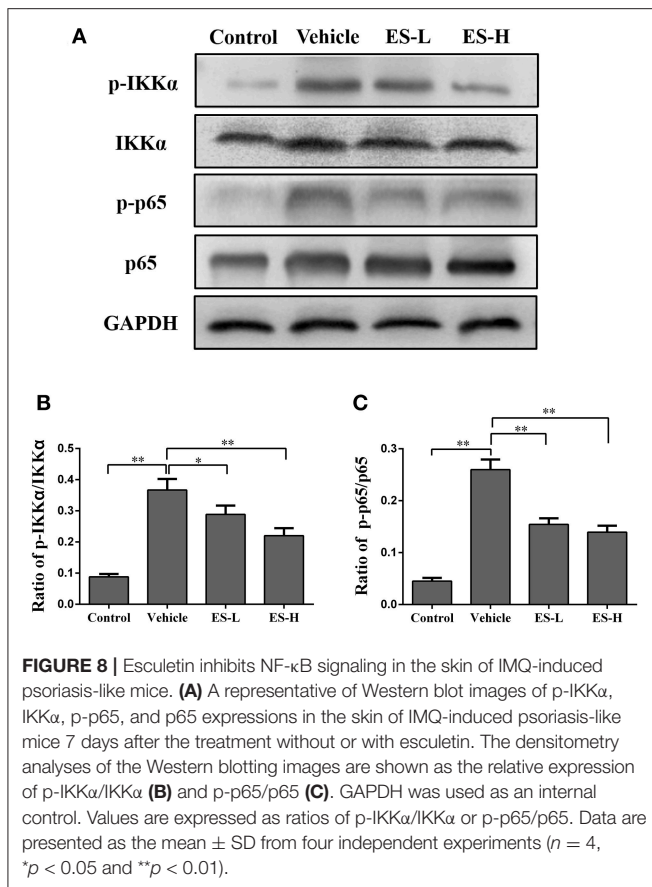 A
Control Vehicle ES-L ES-H
p-IKKα
IKKα
p-p65
p65
GAPDH
B
Ratio of p-IKKα/IKKα
0.5
0.4
0.3
0.2
0.1
0.0
** * **
Control Vehicle ES-L ES-H
C
Ratio of p-p65/p65
0.3
0.2
0.1
0.0
** ** **
Control Vehicle ES-L ES-H
FIGURE 8 | Esculetin inhibits NF-κB signaling in the skin of IMQ-induced
psoriasis-like mice. (A) A representative of Western blot images of p-IKKα,
IKKα, p-p65, and p65 expressions in the skin of IMQ-induced psoriasis-like
mice 7 days after the treatment without or with esculetin. The densitometry
analyses of the Western blotting images are shown as the relative expression
of p-IKKα/IKKα (B) and p-p65/p65 (C). GAPDH was used as an internal
control. Values are expressed as ratios of p-IKKα/IKKα or p-p65/p65. Data are
presented as the mean ± SD from four independent experiments (n = 4,
*p < 0.05 and **p < 0.01).